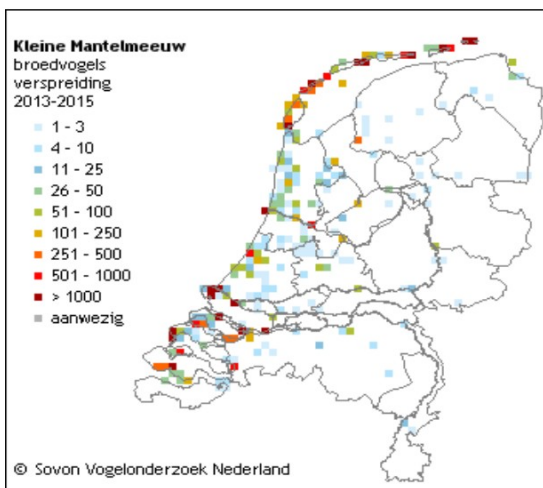 Kleine Mantelmeeuw
broedvogels
verspreiding
2013-2015
1 - 3
4 - 10
11 - 25
26 - 50
51 - 100
101 - 250
251 - 500
501 - 1000
> 1000
aanwezig
© Sovon Vogelonderzoek Nederland